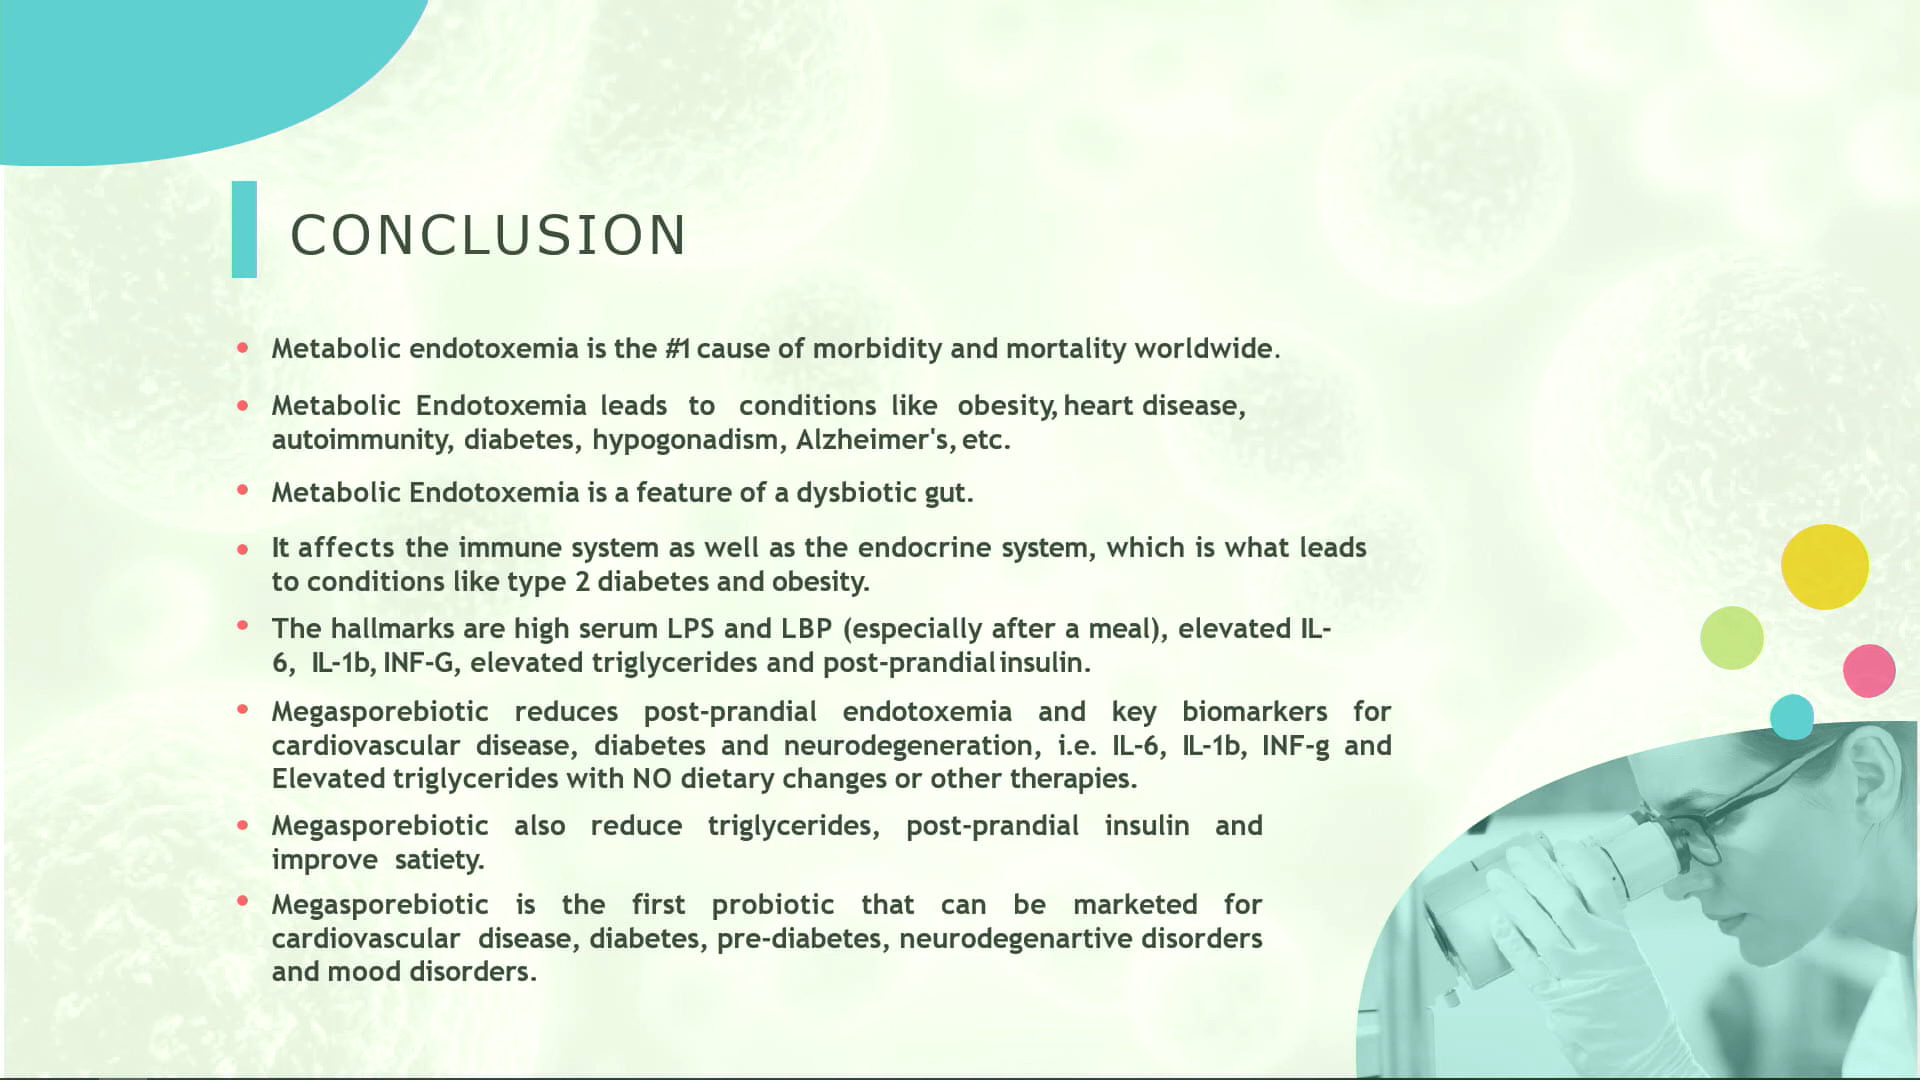 CONCLUSION
Metabolic endotoxemia is the #1 cause of morbidity and mortality worldwide.
Metabolic Endotoxemia leads to conditions like obesity, heart disease,
autoimmunity, diabetes, hypogonadism, Alzheimer's, etc.
Metabolic Endotoxemia is a feature of a dysbiotic gut.
It affects the immune system as well as the endocrine system, which is what leads
to conditions like type 2 diabetes and obesity.
The hallmarks are high serum LPS and LBP (especially after a meal), elevated IL-
6, IL-1b, INF-G, elevated triglycerides and post-prandial insulin.
Megasporebiotic reduces post-prandial endotoxemia and key biomarkers for
cardiovascular disease, diabetes and neurodegeneration, i.e. IL-6, IL-1b, INF-g and
Elevated triglycerides with NO dietary changes or other therapies.
Megasporebiotic also reduce triglycerides, post-prandial insulin and
improve satiety.
Megasporebiotic is the first probiotic that can be marketed for
cardiovascular disease, diabetes, pre-diabetes, neurodegenartive disorders
and mood disorders.